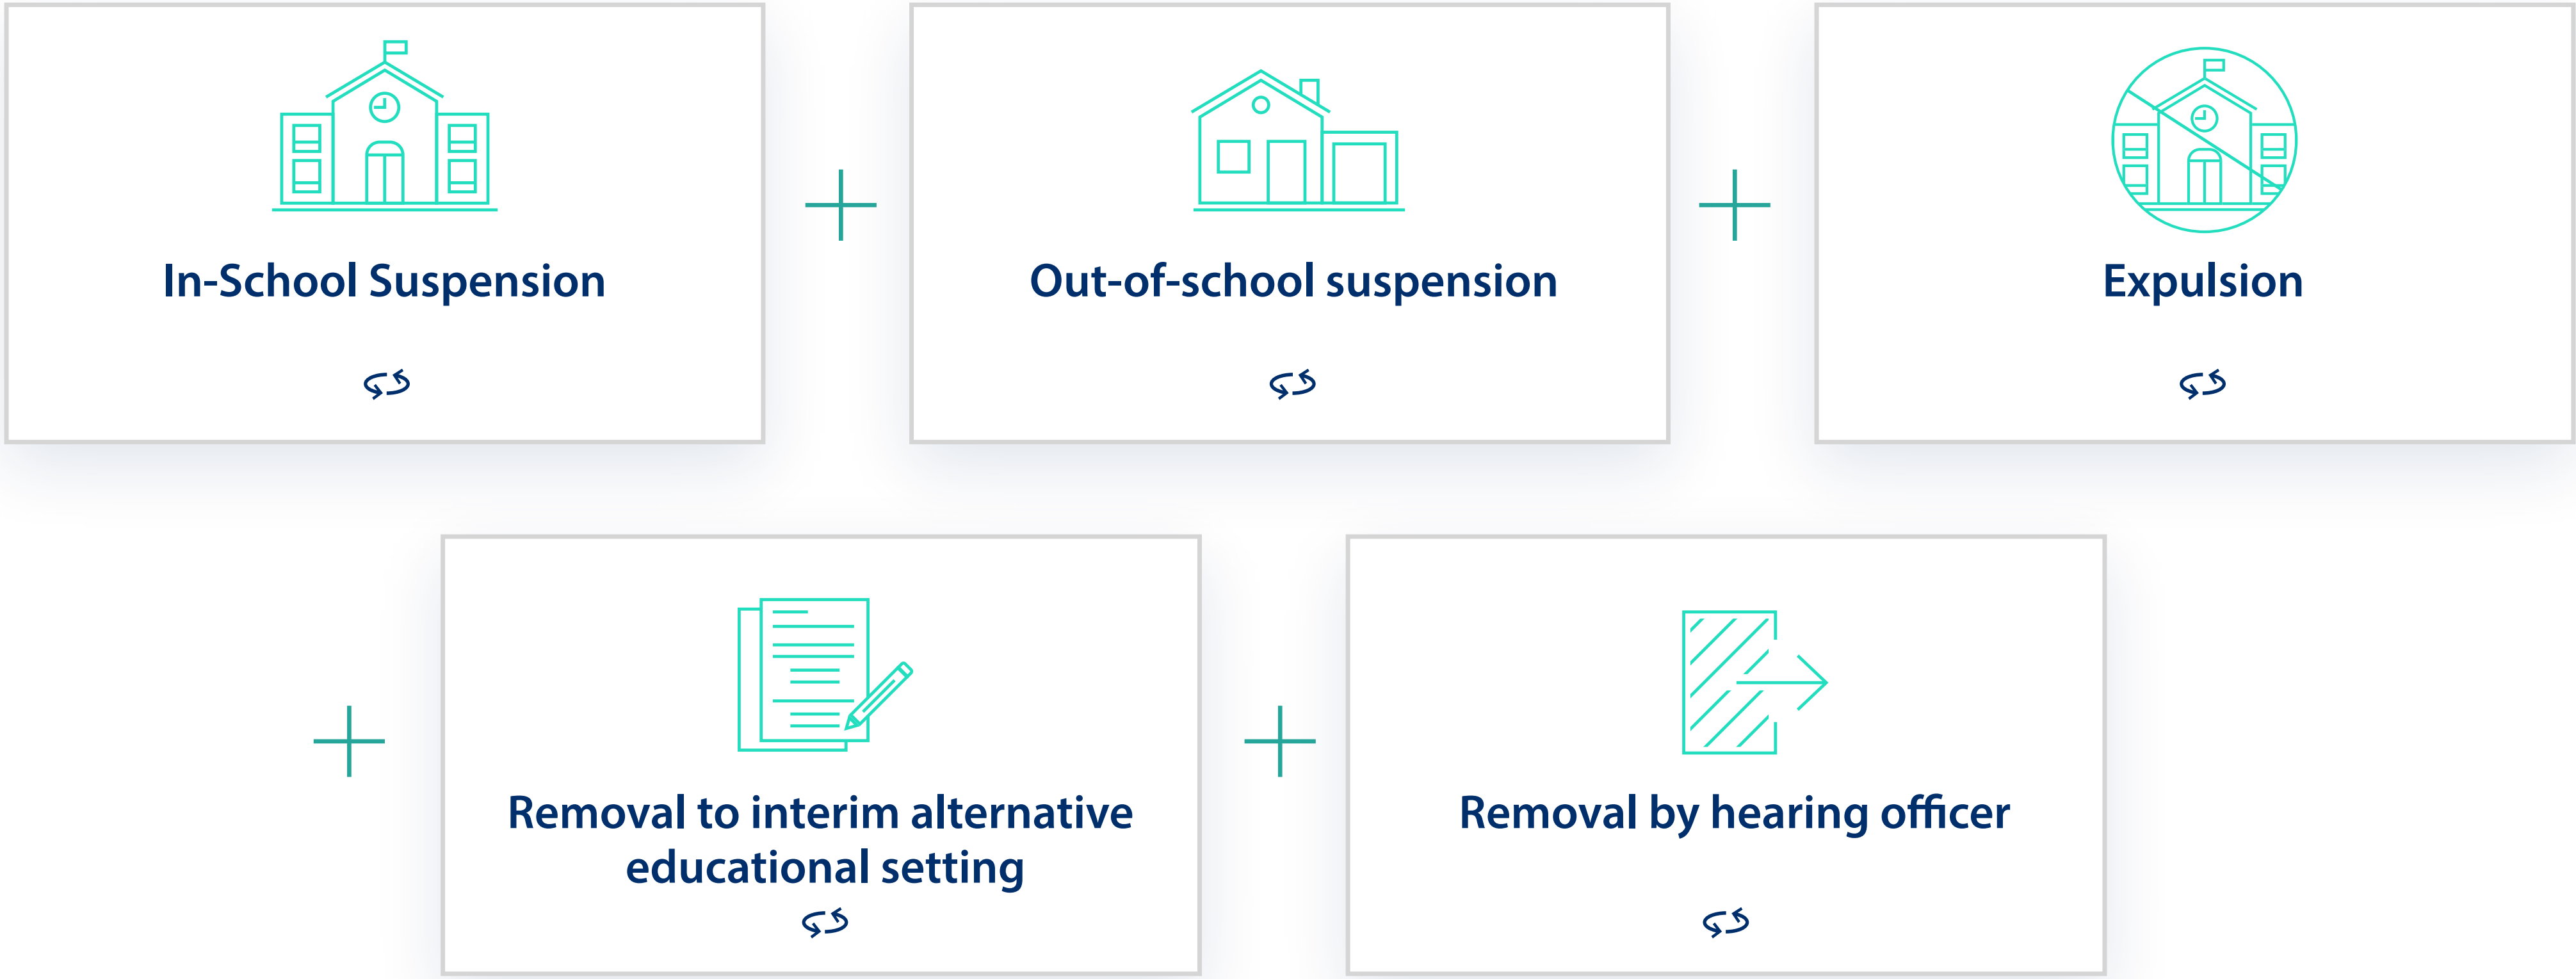 In-School Suspension
Out-of-school suspension
Expulsion
Removal to interim alternative
educational setting
Removal by hearing officer